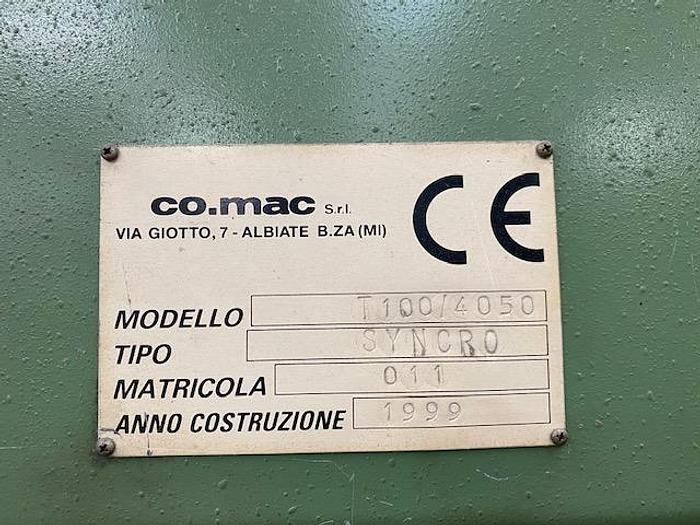 co.mac S.r.l.
VIA GIOTTO, 7 - ALBIATE B.ZA (MI)
CE
MODELLO T100/4050
TIPO SYNCRO
MATRICOLA 011
ANNO COSTRUZIONE 1999